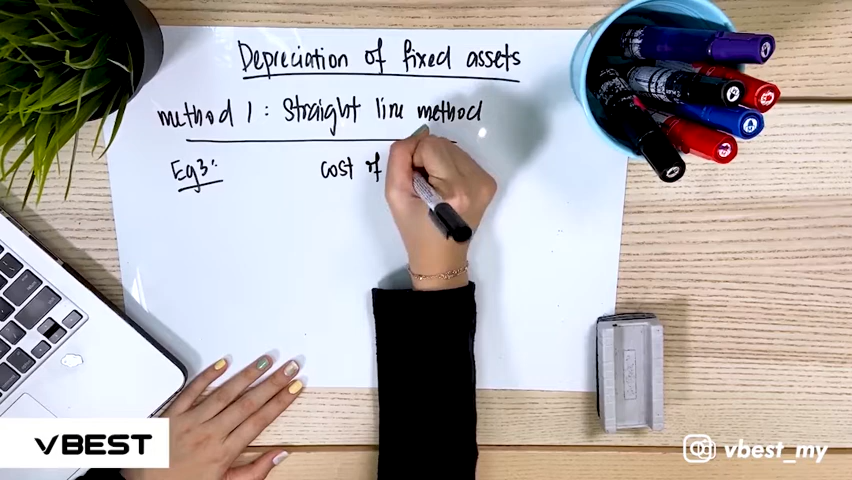 Depreciation of fixed assets
method 1 : Straight line method
Eg3:
cost of
VBEST
vbest_my